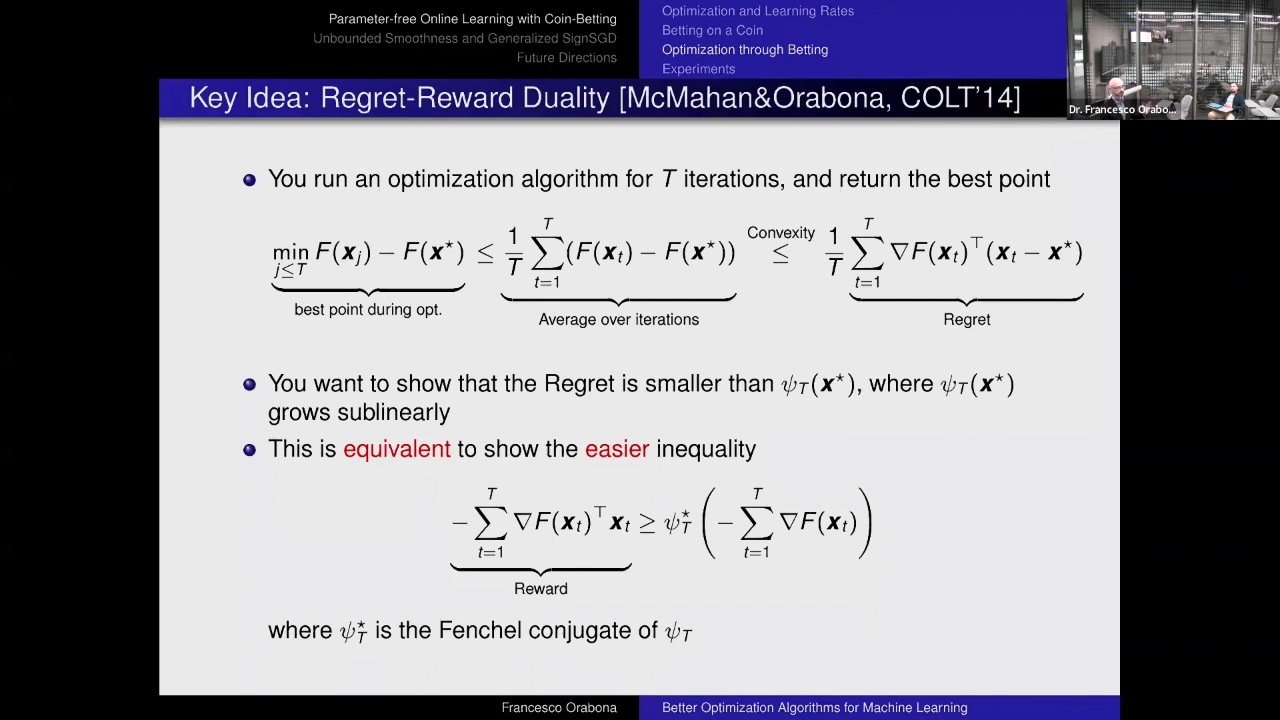 Parameter-free Online Learning with Coin-Betting
Unbounded Smoothness and Generalized SignSGD
Future Directions
Optimization and Learning Rates
Betting on a Coin
Optimization through Betting
Experiments
Dr. Francesco Orabo...
Key Idea: Regret-Reward Duality [McMahan&Orabona, COLT'14]
You run an optimization algorithm for T iterations, and return the best point
min_{j≤T} F(x_j) − F(x⋆) ≤ 1/T ∑_{t=1}^{T} (F(x_t) − F(x⋆)) Convexity ≤ 1/T ∑_{t=1}^{T} ∇F(x_t)^⊤(x_t − x⋆)
best point during opt.
Average over iterations
Regret
You want to show that the Regret is smaller than ψ_T(x⋆), where ψ_T(x⋆)
grows sublinearly
This is equivalent to show the easier inequality
− ∑_{t=1}^{T} ∇F(x_t)^⊤ x_t ≥ ψ_T^⋆ (− ∑_{t=1}^{T} ∇F(x_t))
Reward
where ψ_T^⋆ is the Fenchel conjugate of ψ_T
Francesco Orabona
Better Optimization Algorithms for Machine Learning